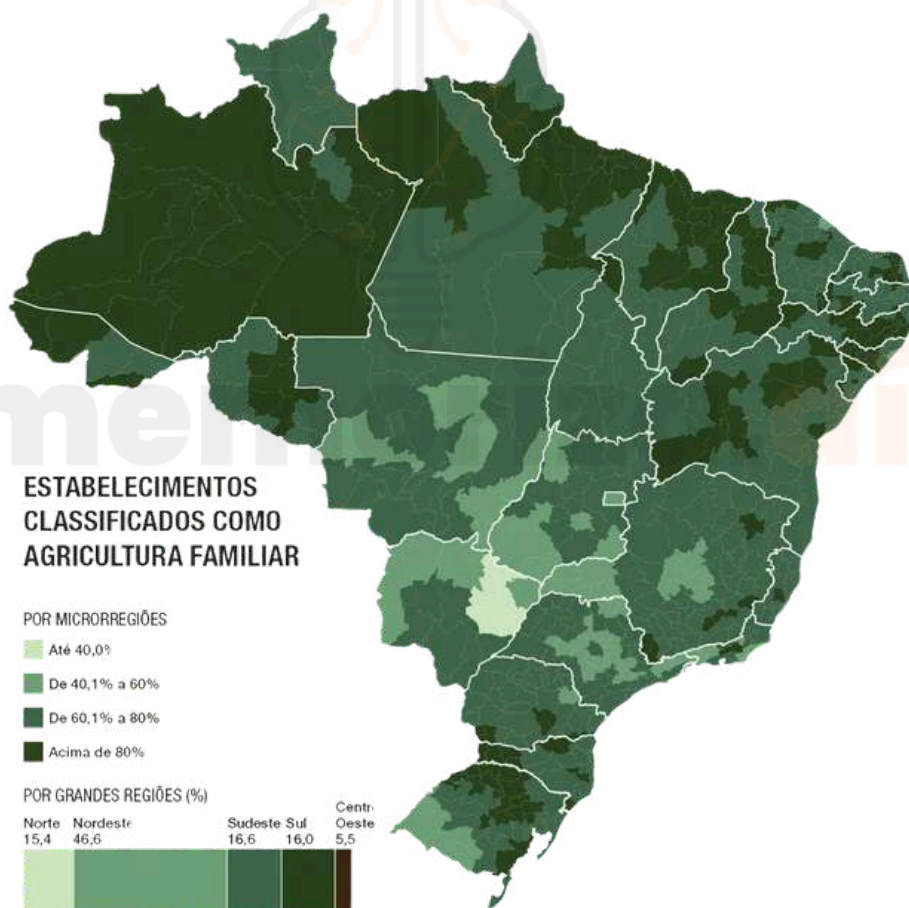 ESTABELECIMENTOS
CLASSIFICADOS COMO
AGRICULTURA FAMILIAR
POR MICRORREGIÕES
Até 40,0%
De 40,1% a 60%
De 60,1% a 80%
Acima de 80%
POR GRANDES REGIÕES (%)
Norte Nordeste Sudeste Sul Centro
Oeste
15,4 46,6 16,6 16,0 5,5